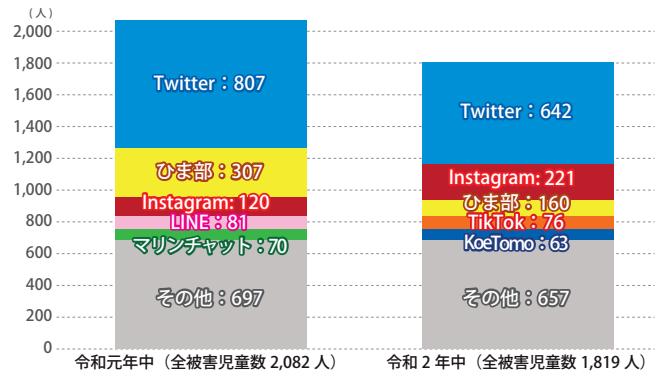 (人)
2,000
1,800
1,600
1,400
1,200
1,000
800
600
400
200
0
Twitter：807
ひま部：307
Instagram: 120
LINE：81
マリンチャット：70
その他：697
Twitter：642
Instagram: 221
ひま部：160
TikTok：76
KoeTomo：63
その他：657
令和元年中（全被害児童数 2,082 人）
令和 2 年中（全被害児童数 1,819 人）